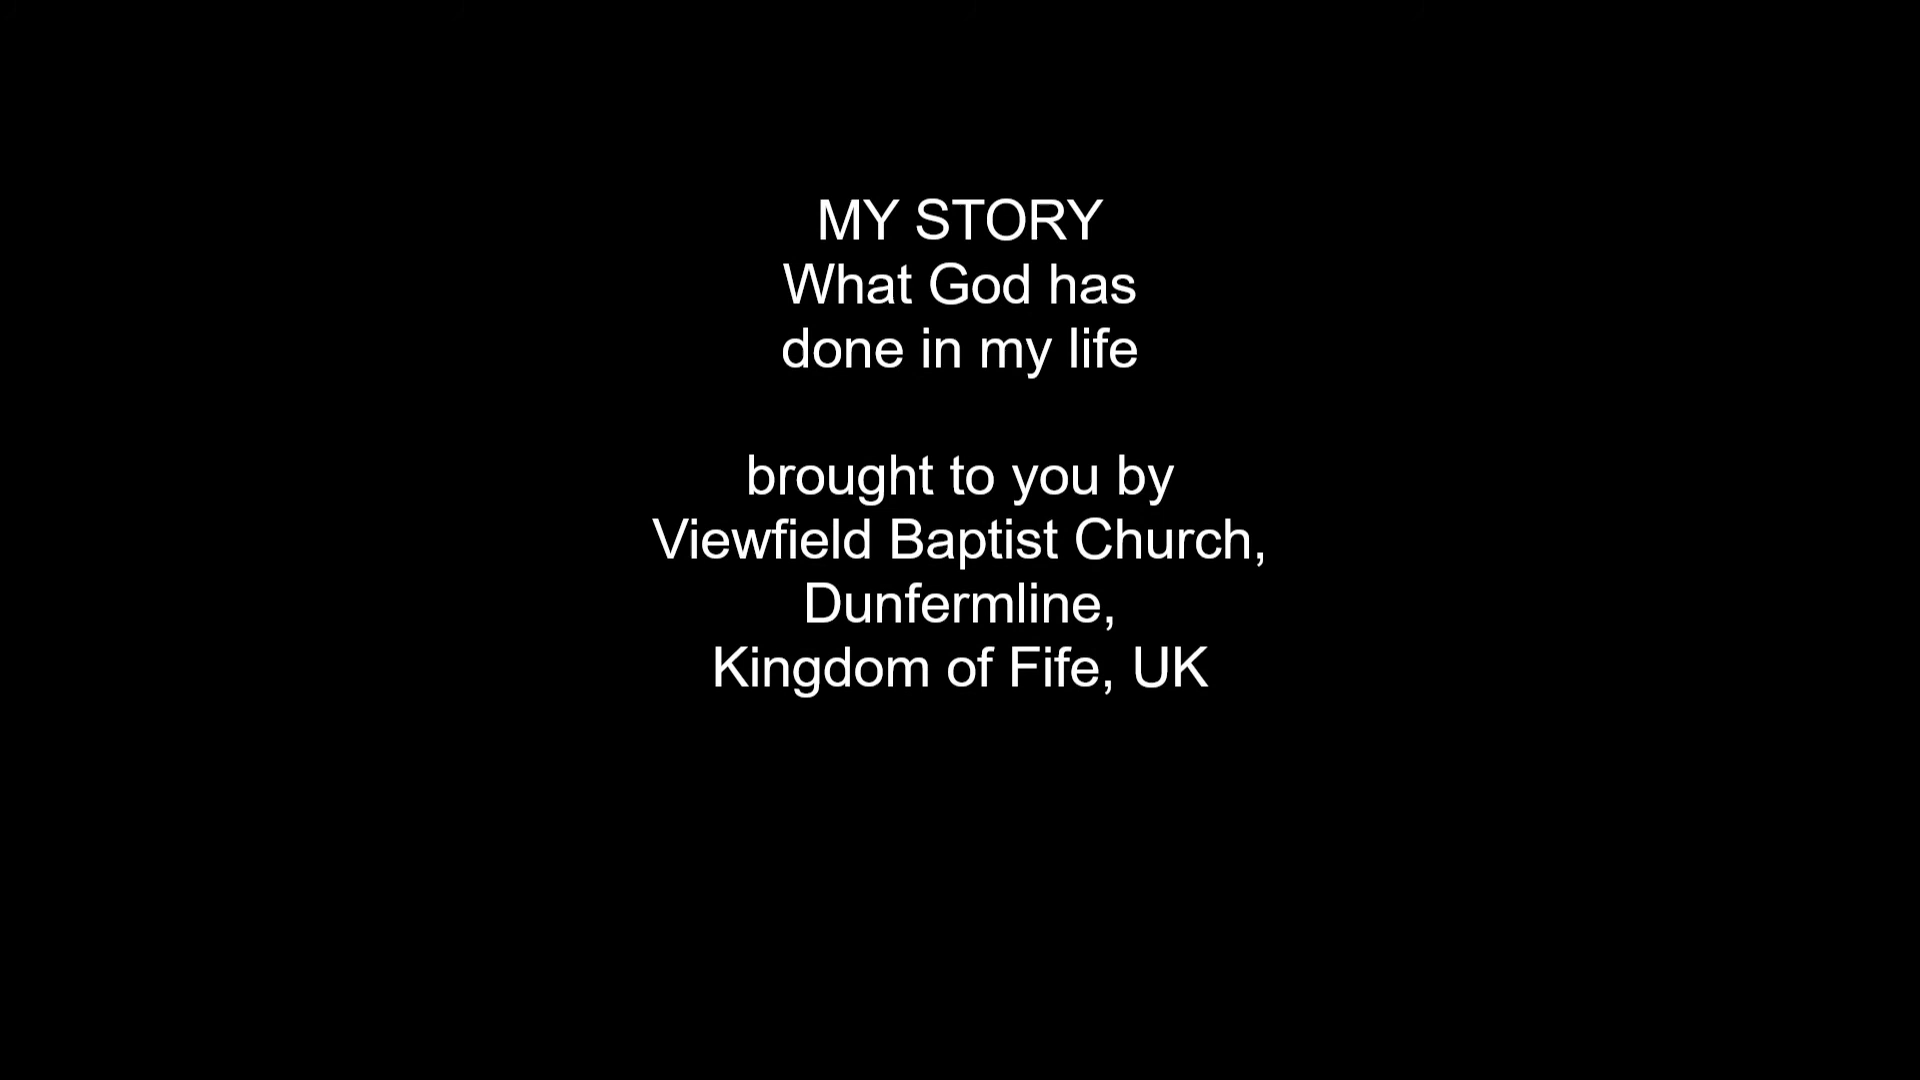 MY STORY
What God has
done in my life
brought to you by
Viewfield Baptist Church,
Dunfermline,
Kingdom of Fife, UK